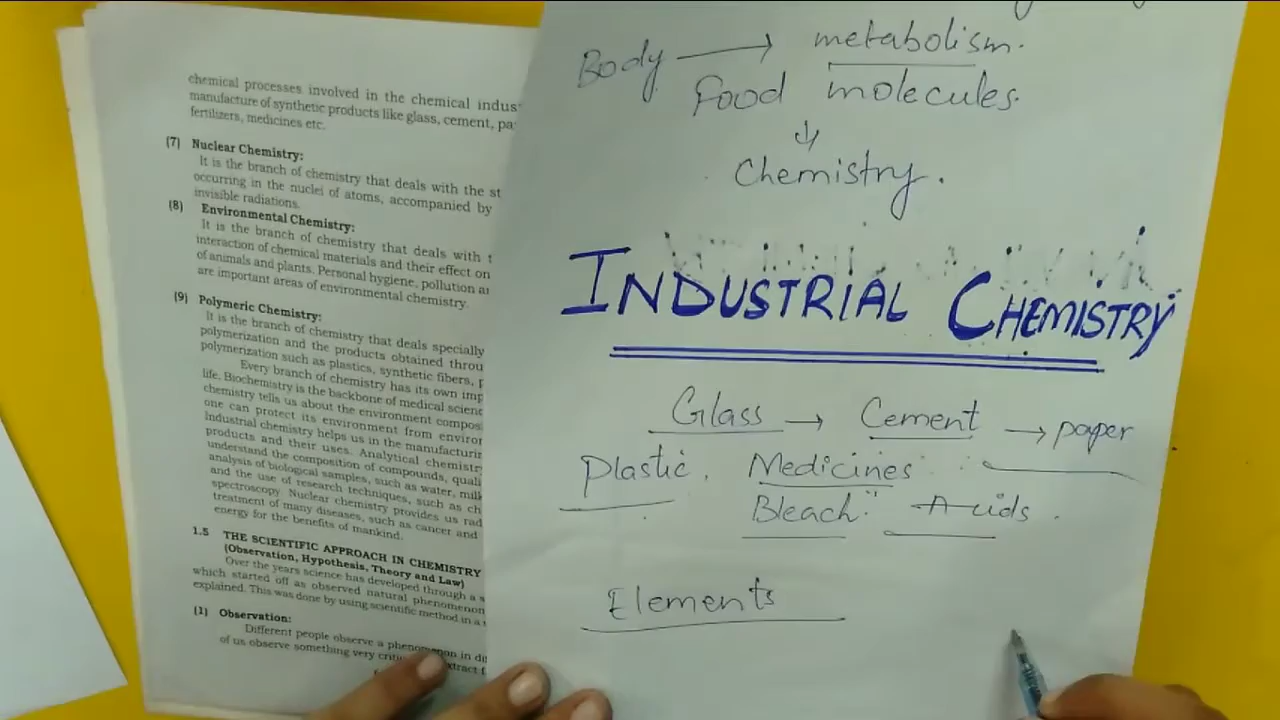 chemical processes involved in the chemical indus
manufacture of synthetic products like glass, cement, pa
fertilizers, medicines etc.
(7) Nuclear Chemistry:
It is the branch of chemistry that deals with the st
occurring in the nuclei of atoms, accompanied by
invisible radiations.
(8) Environmental Chemistry:
It is the branch of chemistry that deals with t
interaction of chemical materials and their effect on
of animals and plants. Personal hygiene, pollution a
are important areas of environmental chemistry.
(9) Polymeric Chemistry:
It is the branch of chemistry that deals specially
polymerization and the products obtained throu
polymerization such as plastics, synthetic fibers, p
Every branch of chemistry has its own imp
life. Biochemistry is the backbone of medical scienc
chemistry tells us about the environment compos
one can protect its environment from enviror
Industrial chemistry helps us in the manufacturin
products and their uses. Analytical chemistr
understand the composition of compounds, quali
analysis of biological samples, such as water, milk
and the use of research techniques, such as ch
spectroscopy. Nuclear chemistry provides us rad
treatment of many diseases, such as cancer and
energy for the benefits of mankind.
1.5 THE SCIENTIFIC APPROACH IN CHEMISTRY
(Observation, Hypothesis, Theory and Law)
Over the years science has developed through a s
which started off as observed natural phenomenon
explained. This was done by using scientific method in a
(1) Observation:
Different people observe a phenomenon in di
of us observe something very critic xtract f
Body → metabolism.
Food molecules.
↓
Chemistry.
INDUSTRIAL CHEMISTRY
Glass → Cement → paper
Plastic, Medicines
Bleach Acids.
Elements